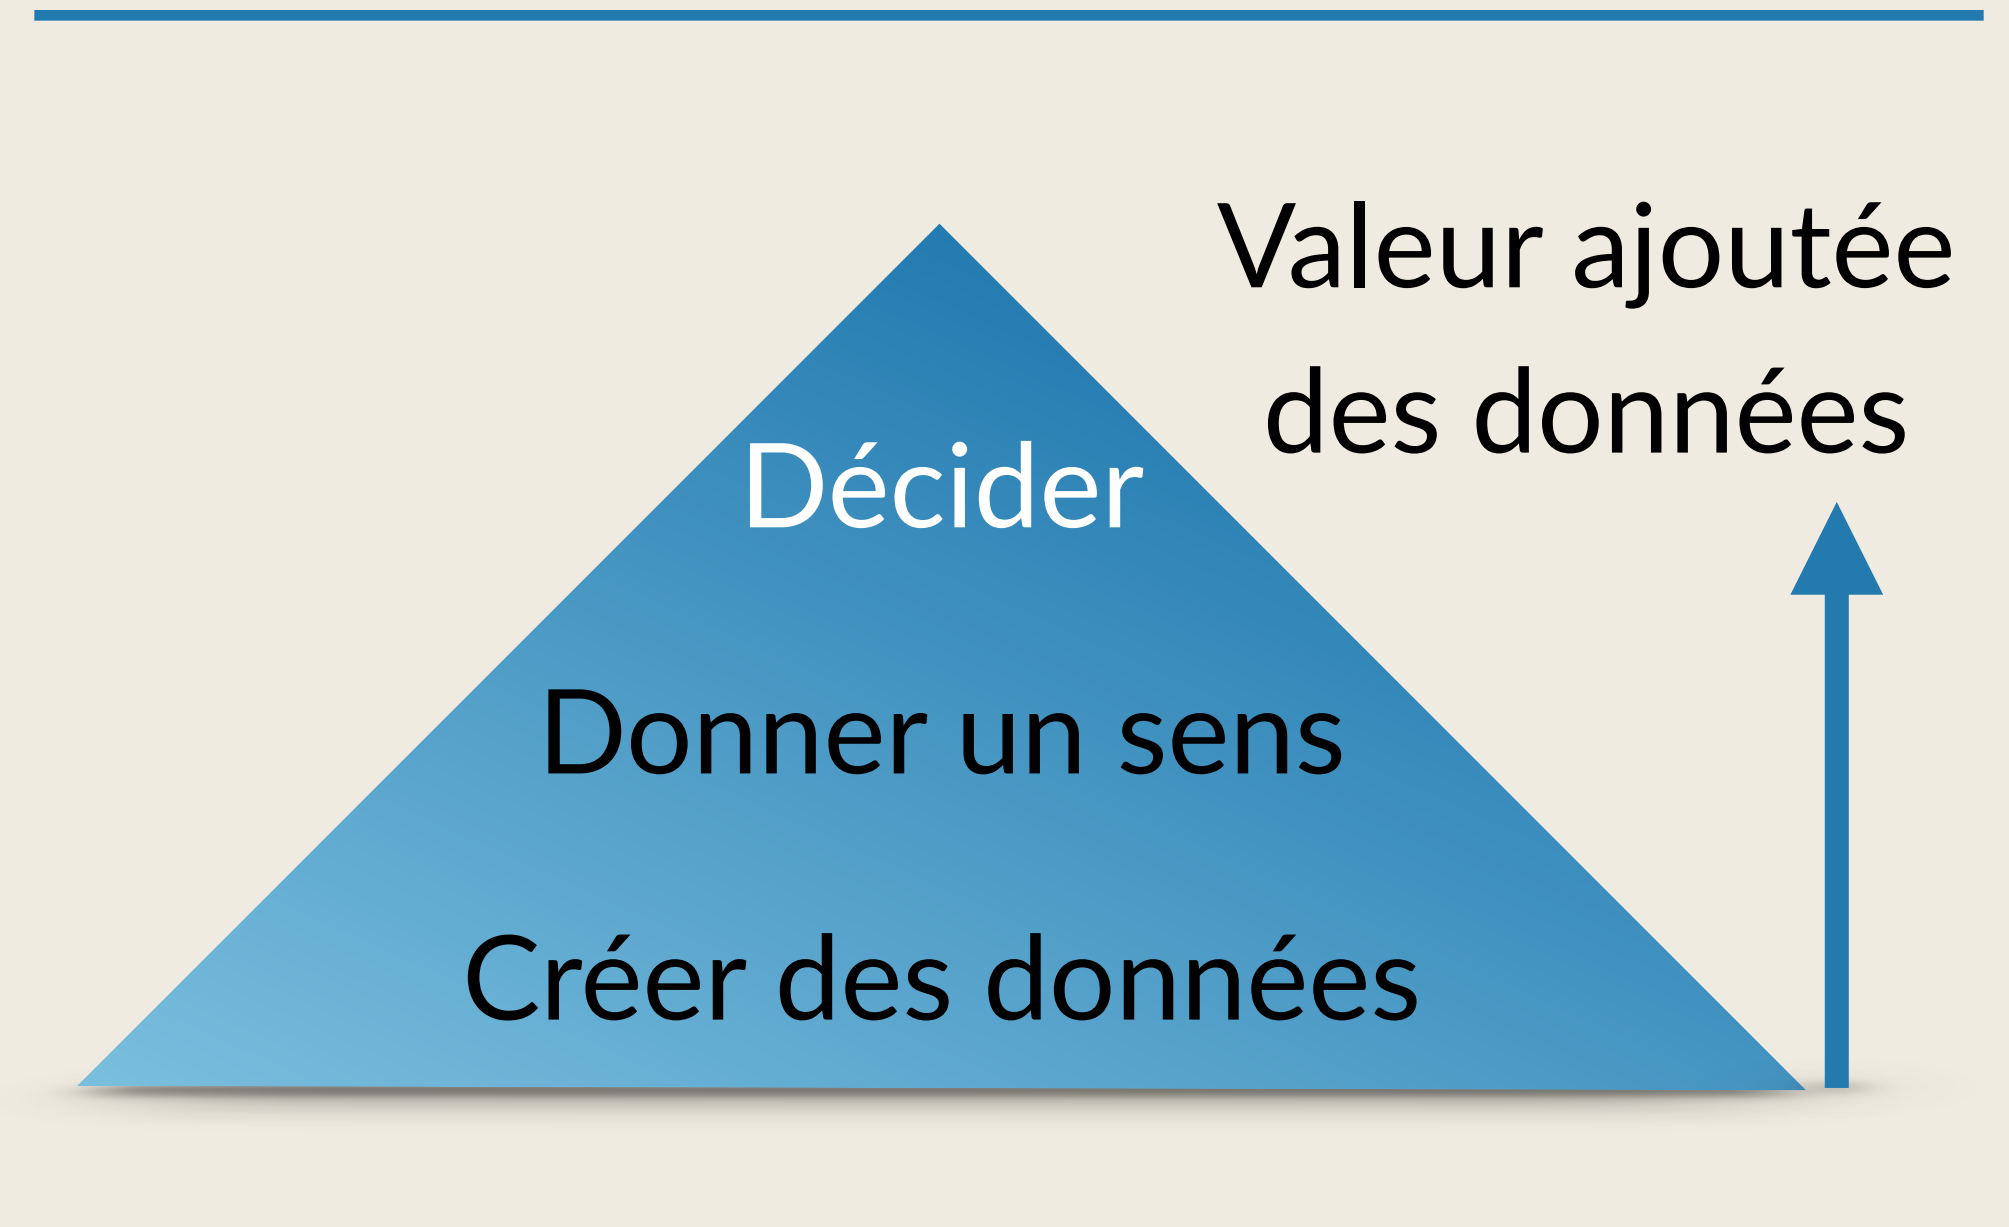 Valeur ajoutée
des données
Décider
Donner un sens
Créer des données